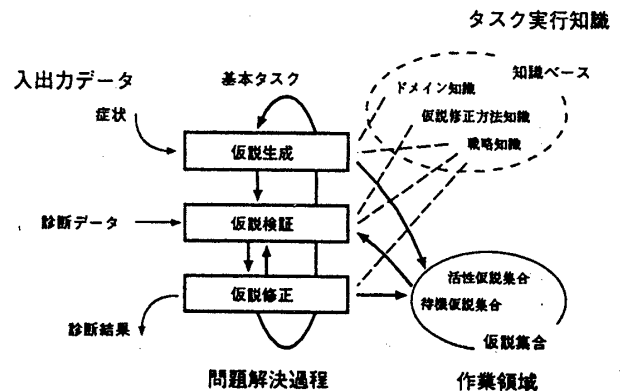 タスク実行知識
入出力データ
基本タスク
知識ベース
ドメイン知識
症状
仮説修正方法知識
戦略知識
仮説生成
診断データ
仮説検証
活性仮説集合
仮説修正
待機仮説集合
診断結果
仮説集合
問題解決過程
作業領域